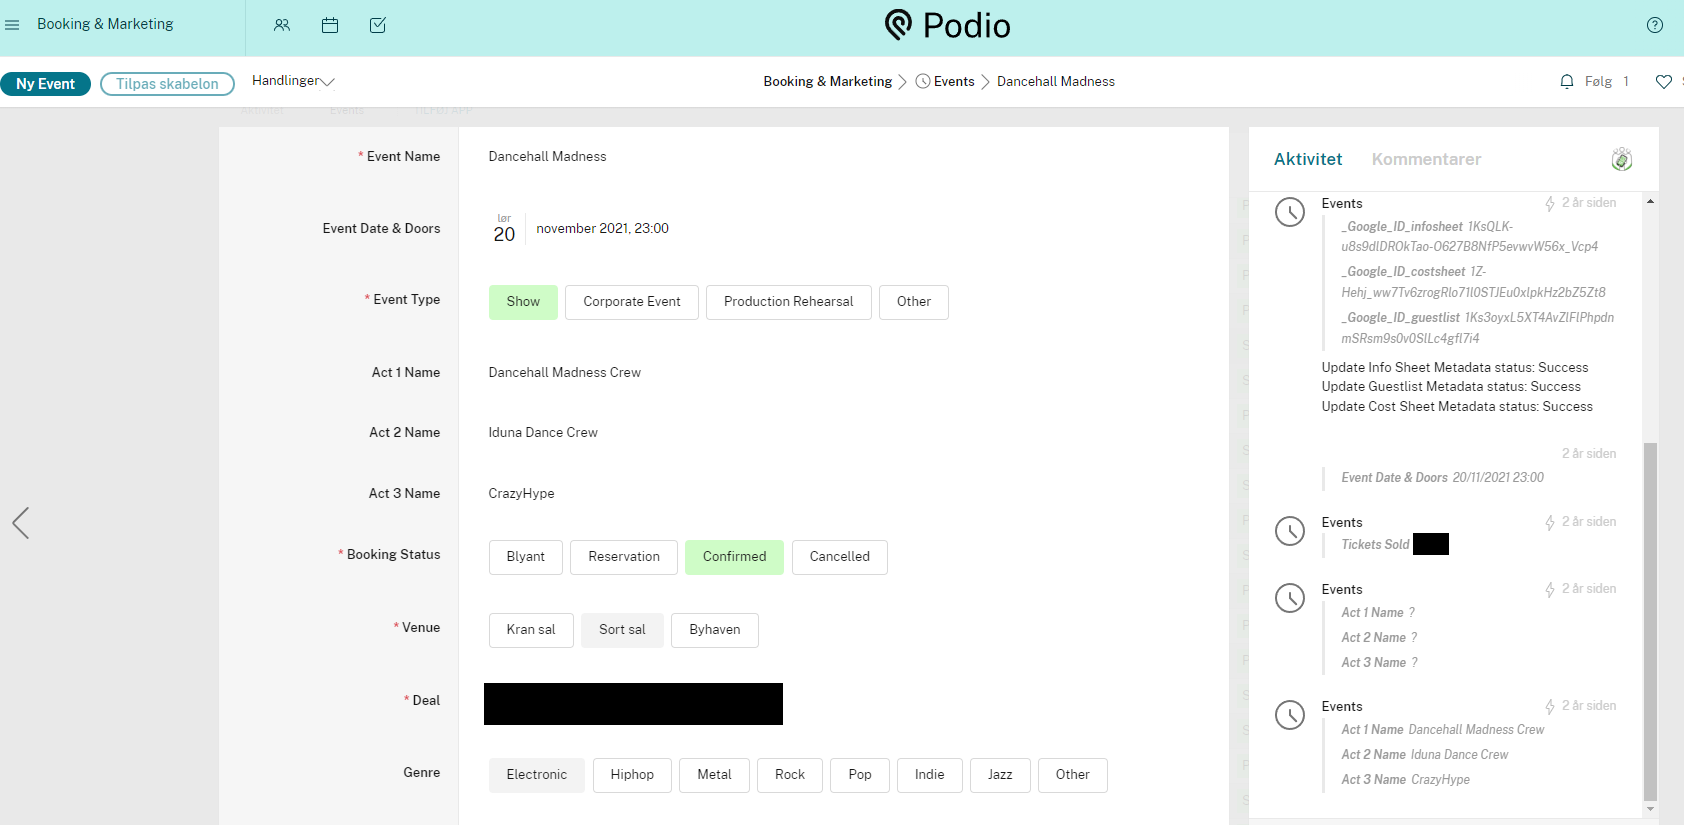 Booking & Marketing
Podio
Ny Event
Tilpas skabelon
Handlinger
Booking & Marketing
Events
Dancehall Madness
Følg 1
Aktivitet Events TILFØJ APP
* Event Name
Dancehall Madness
Event Date & Doors
lør
20
november 2021, 23:00
* Event Type
Show Corporate Event Production Rehearsal Other
Act 1 Name
Dancehall Madness Crew
Act 2 Name
Iduna Dance Crew
Act 3 Name
CrazyHype
* Booking Status
Blyant Reservation Confirmed Cancelled
* Venue
Kran sal Sort sal Byhaven
* Deal
Genre
Electronic Hiphop Metal Rock Pop Indie Jazz Other
Aktivitet Kommentarer
Events 2 år siden
_Google_ID_infosheet 1KsQLK-
u8s9dlDROkTao-O627B8NfP5evwvW56x_Vcp4
_Google_ID_costsheet 1Z-
Hehj_ww7Tv6zrogRlo71l0STJEu0xlpkHz2bZ5Zt8
_Google_ID_guestlist 1Ks3oyxL5XT4AvZlFlPhpdn
mSRsm9s0v0SlLc4gfl7i4
Update Info Sheet Metadata status: Success
Update Guestlist Metadata status: Success
Update Cost Sheet Metadata status: Success
2 år siden
Event Date & Doors 20/11/2021 23:00
Events 2 år siden
Tickets Sold
Events 2 år siden
Act 1 Name ?
Act 2 Name ?
Act 3 Name ?
Events 2 år siden
Act 1 Name Dancehall Madness Crew
Act 2 Name Iduna Dance Crew
Act 3 Name CrazyHype